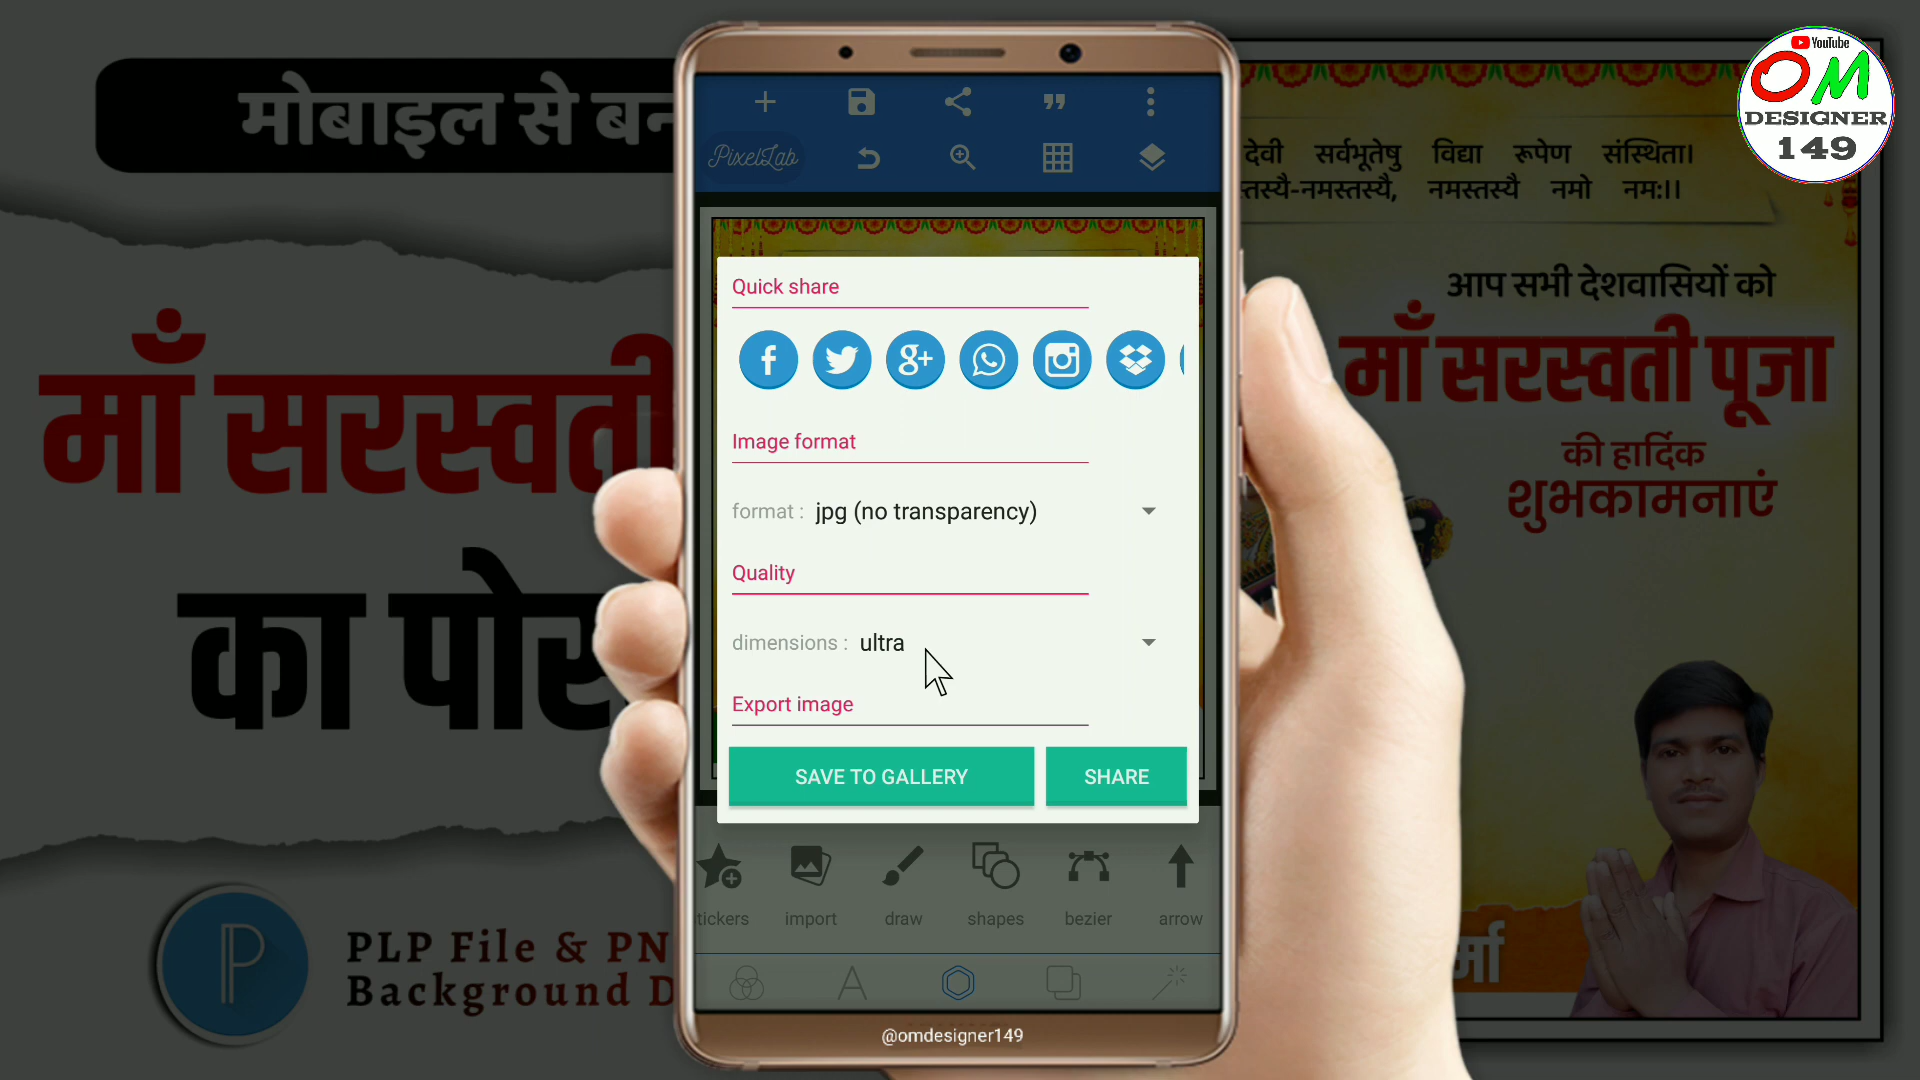 मोबाइल से बन
माँ सरस्वती
का पोस
PLP File & PN
Background D
PixelLab
Quick share
Image format
format : jpg (no transparency)
Quality
dimensions : ultra
Export image
SAVE TO GALLERY
SHARE
tickers
import
draw
shapes
bezier
arrow
@omdesigner149
YouTube
OM
DESIGNER
149
देवी सर्वभूतेषु विद्या रूपेण संस्थिता।
स्तस्यै-नमस्तस्यै, नमस्तस्यै नमो नमः।।
आप सभी देशवासियों को
माँ सरस्वती पूजा
की हार्दिक
शुभकामनाएं
र्मा